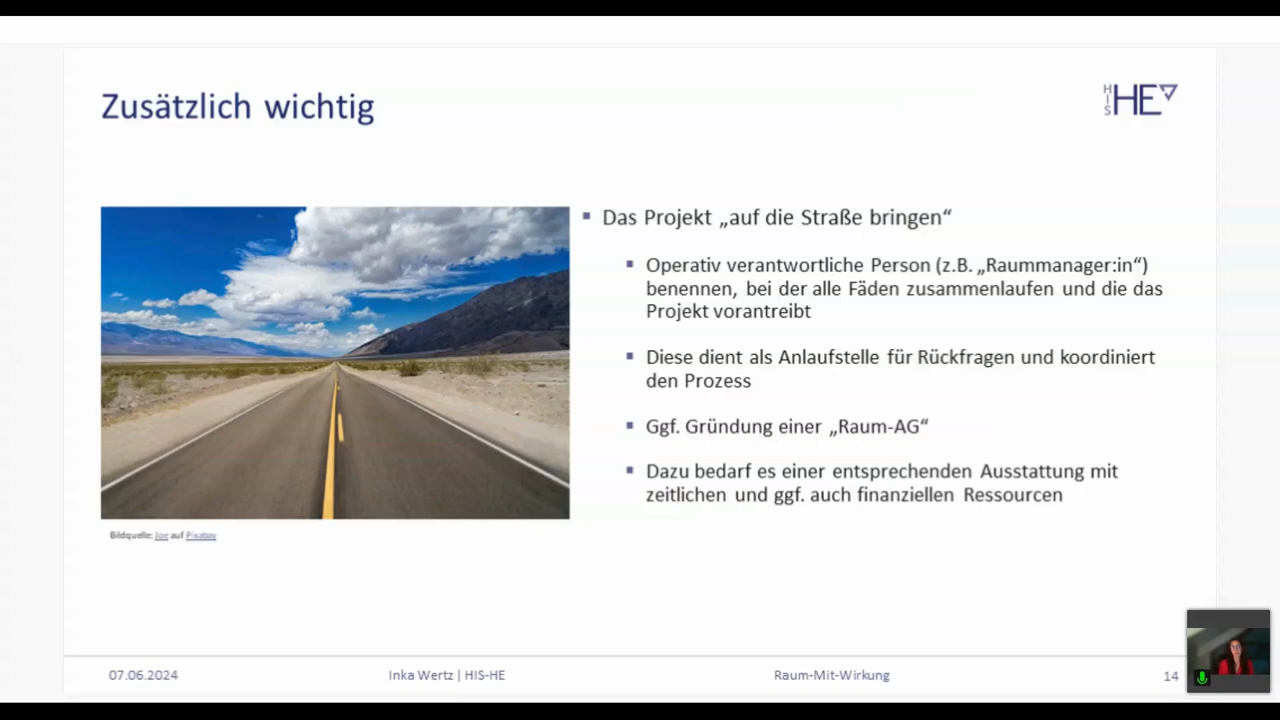 Zusätzlich wichtig
HIS HE
Das Projekt „auf die Straße bringen“
Operativ verantwortliche Person (z.B. „Raummanager:in“)
benennen, bei der alle Fäden zusammenlaufen und die das
Projekt vorantreibt
Diese dient als Anlaufstelle für Rückfragen und koordiniert
den Prozess
Ggf. Gründung einer „Raum-AG“
Dazu bedarf es einer entsprechenden Ausstattung mit
zeitlichen und ggf. auch finanziellen Ressourcen
Bildquelle: Joe auf Pixabay
07.06.2024
Inka Wertz | HIS-HE
Raum-Mit-Wirkung
14